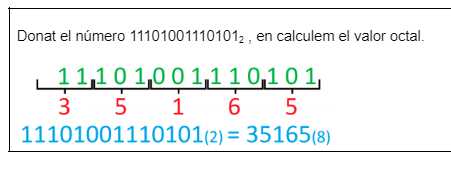 Donat el número 11101001110101₂ , en calculem el valor octal.
1 1 1 0 1 0 0 1 1 1 0 1 0 1
3 5 1 6 5
11101001110101(2) = 35165(8)